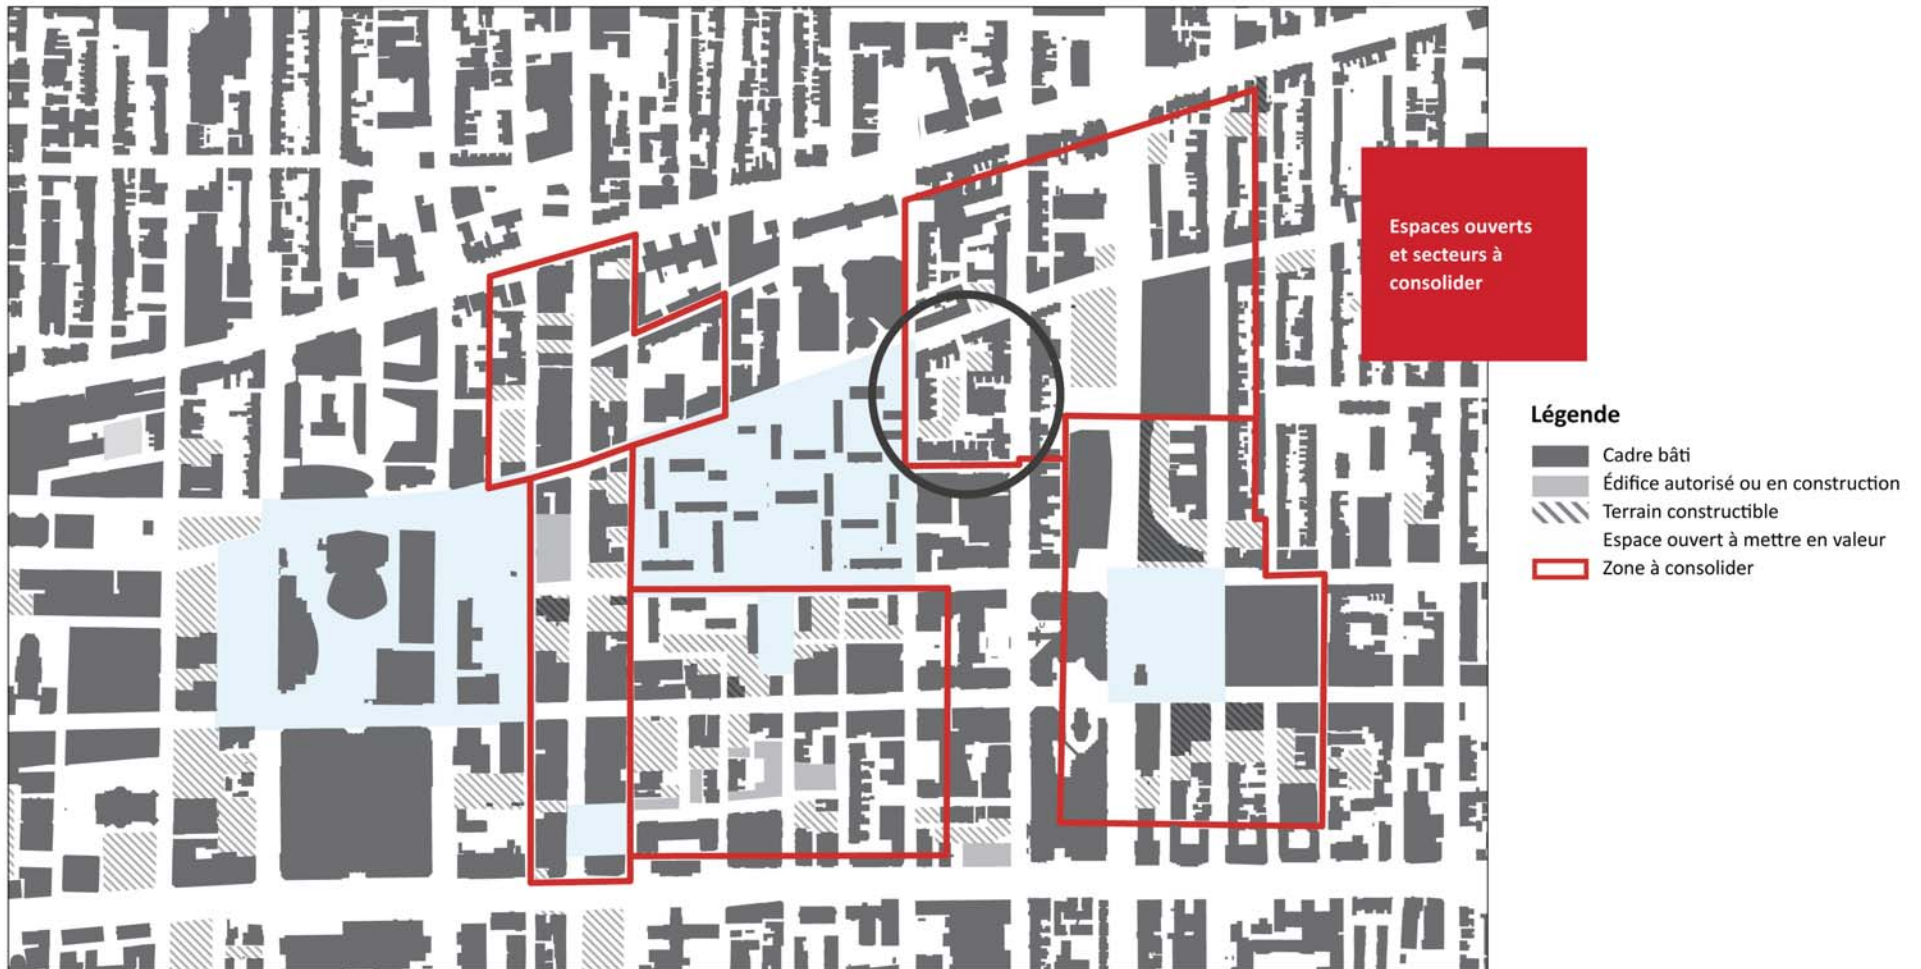 Espaces ouverts
et secteurs à
consolider
Légende
Cadre bâti
Édifice autorisé ou en construction
Terrain constructible
Espace ouvert à mettre en valeur
Zone à consolider